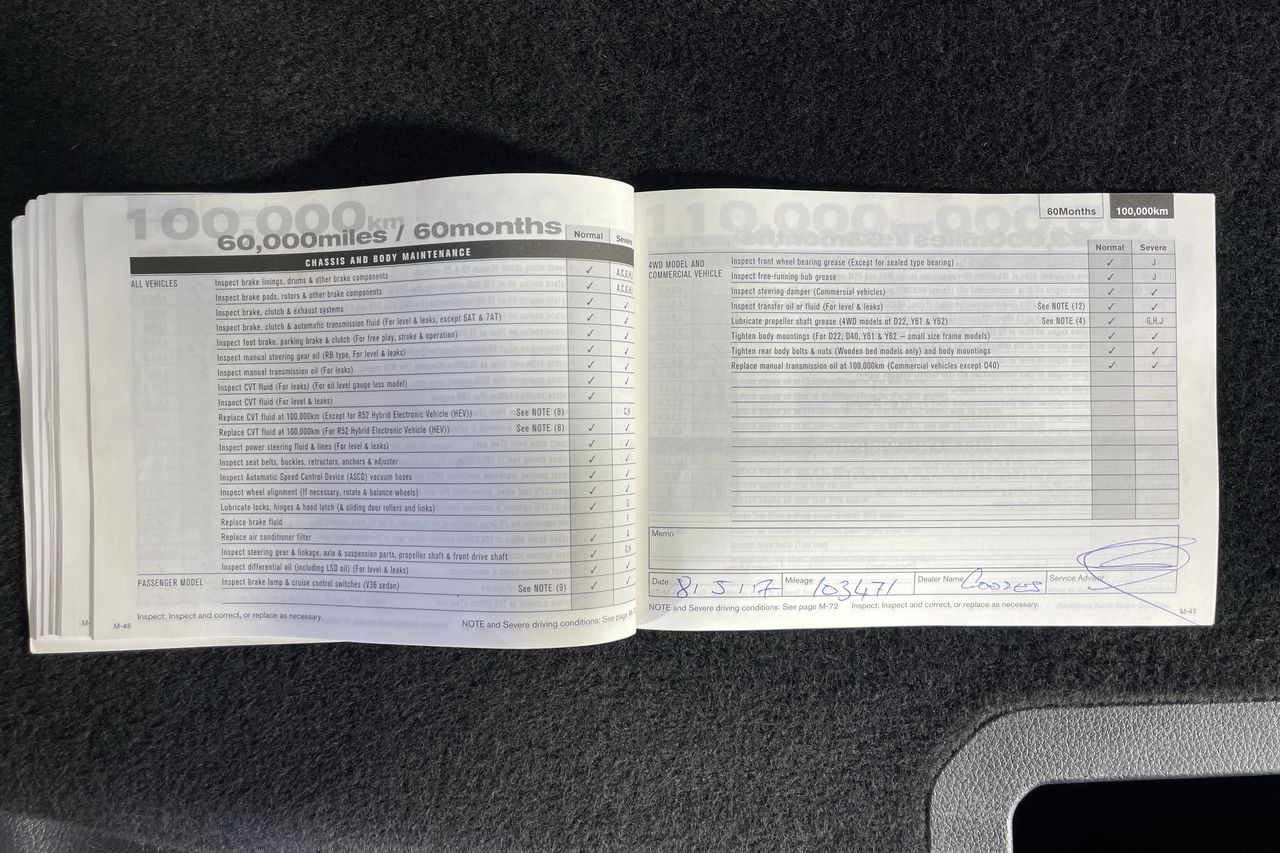 100,000km
60,000miles / 60months
Normal Severe
CHASSIS AND BODY MAINTENANCE
ALL VEHICLES Inspect brake linings, drums & other brake components ✓ A,C,G,H
Inspect brake pads, rotors & other brake components ✓ A,C,G,H
Inspect brake, clutch & exhaust systems ✓ ✓
Inspect brake, clutch & automatic transmission fluid (For level & leaks, except 6AT & 7AT) ✓ ✓
Inspect foot brake, parking brake & clutch (For free play, stroke & operation) ✓ ✓
Inspect manual steering gear oil (RB type, For level & leaks) ✓ ✓
Inspect manual transmission oil (For leaks) ✓ ✓
Inspect CVT fluid (For leaks) (For oil level gauge less model) ✓ ✓
Inspect CVT fluid (For level & leaks) ✓
Replace CVT fluid at 100,000km (Except for R52 Hybrid Electronic Vehicle (HEV)) See NOTE (8) C,H
Replace CVT fluid at 100,000km (For R52 Hybrid Electronic Vehicle (HEV)) See NOTE (8) ✓ ✓
Inspect power steering fluid & lines (For level & leaks) ✓ ✓
Inspect seat belts, buckles, retractors, anchors & adjuster ✓ ✓
Inspect Automatic Speed Control Device (ASCD) vacuum hoses ✓ ✓
Inspect wheel alignment (If necessary, rotate & balance wheels) ✓ ✓
Lubricate locks, hinges & hood latch (& sliding door rollers and links) ✓ G
Replace brake fluid F
Replace air conditioner filter ✓ A
Inspect steering gear & linkage, axle & suspension parts, propeller shaft & front drive shaft ✓ G,H
Inspect differential oil (including LSD oil) (For level & leaks) ✓ ✓
PASSENGER MODEL Inspect brake lamp & cruise control switches (V36 sedan) See NOTE (9) ✓ ✓
Inspect: Inspect and correct, or replace as necessary.
M-46 NOTE and Severe driving conditions: See page M-72
M-
60Months 100,000km
Normal Severe
4WD MODEL AND COMMERCIAL VEHICLE Inspect front wheel bearing grease (Except for sealed type bearing) ✓ J
Inspect free-running hub grease ✓ J
Inspect steering damper (Commercial vehicles) ✓ ✓
Inspect transfer oil or fluid (For level & leaks) See NOTE (12) ✓ ✓
Lubricate propeller shaft grease (4WD models of D22, Y61 & Y62) See NOTE (4) ✓ G,H,J
Tighten body mountings (For D22, D40, Y61 & Y62 – small size frame models) ✓ ✓
Tighten rear body bolts & nuts (Wooden bed models only) and body mountings ✓ ✓
Replace manual transmission oil at 100,000km (Commercial vehicles except D40) ✓ ✓
Memo
Date 8/5/17 Mileage 103471 Dealer Name Service Advisor
NOTE and Severe driving conditions: See page M-72 Inspect: Inspect and correct, or replace as necessary.
M-47